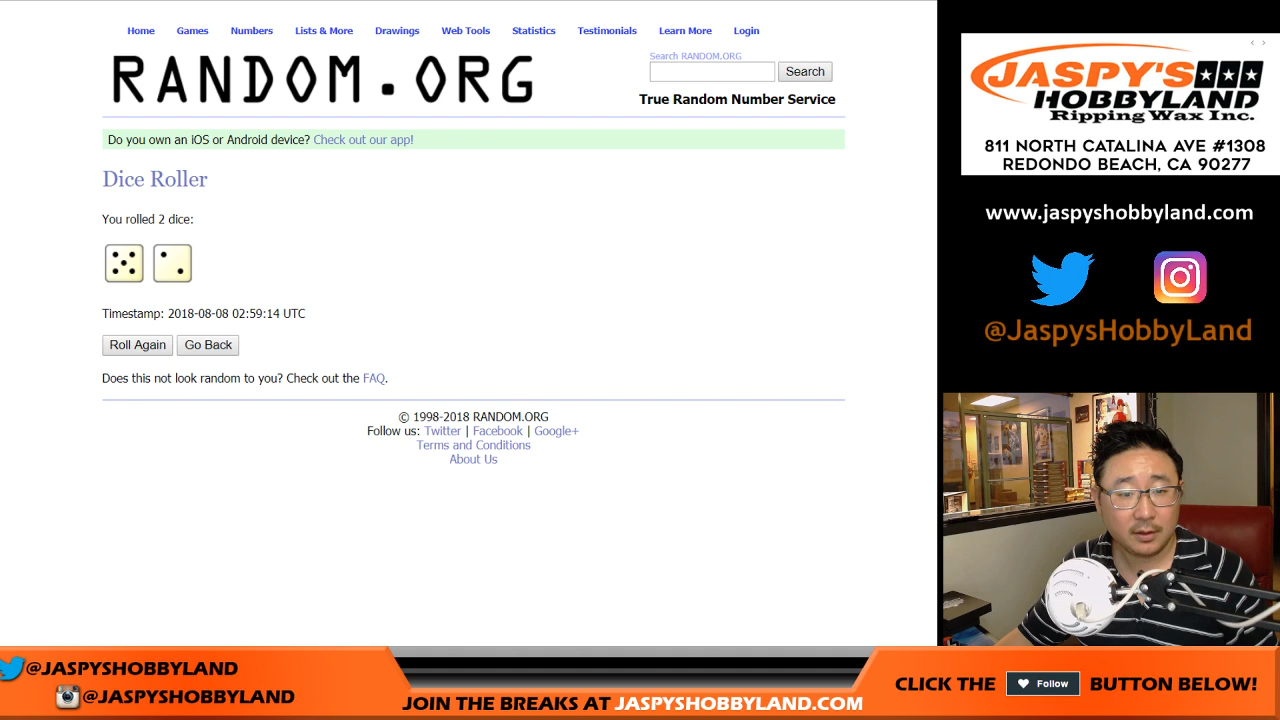 Home Games Numbers Lists & More Drawings Web Tools Statistics Testimonials Learn More Login
RANDOM.ORG
Search RANDOM.ORG
Search
True Random Number Service
Do you own an iOS or Android device? Check out our app!
Dice Roller
You rolled 2 dice:
Timestamp: 2018-08-08 02:59:14 UTC
Roll Again Go Back
Does this not look random to you? Check out the FAQ.
© 1998-2018 RANDOM.ORG
Follow us: Twitter | Facebook | Google+
Terms and Conditions
About Us
JASPY'S
HOBBYLAND
Ripping Wax Inc.
811 NORTH CATALINA AVE #1308
REDONDO BEACH, CA 90277
www.jaspyshobbyland.com
@JaspysHobbyLand
@JASPYSHOBBYLAND
@JASPYSHOBBYLAND
JOIN THE BREAKS AT JASPYSHOBBYLAND.COM
CLICK THE Follow BUTTON BELOW!